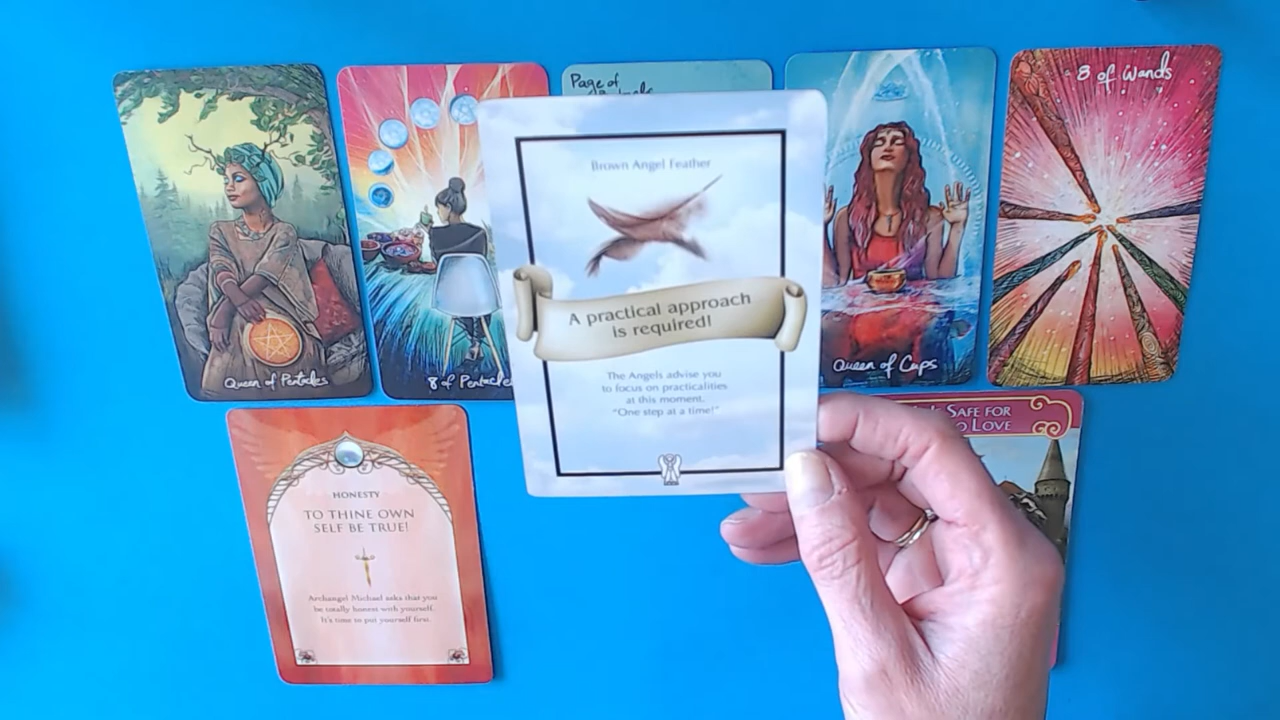 Queen of Pentacles
8 of Pentacles
Page of
Queen of Cups
8 of Wands
Brown Angel Feather
A practical approach
is required!
The Angels advise you
to focus on practicalities
at this moment.
"One step at a time!"
HONESTY
TO THINE OWN
SELF BE TRUE!
Archangel Michael asks that you
be totally honest with yourself.
It's time to put yourself first.
SAFE FOR
LOVE